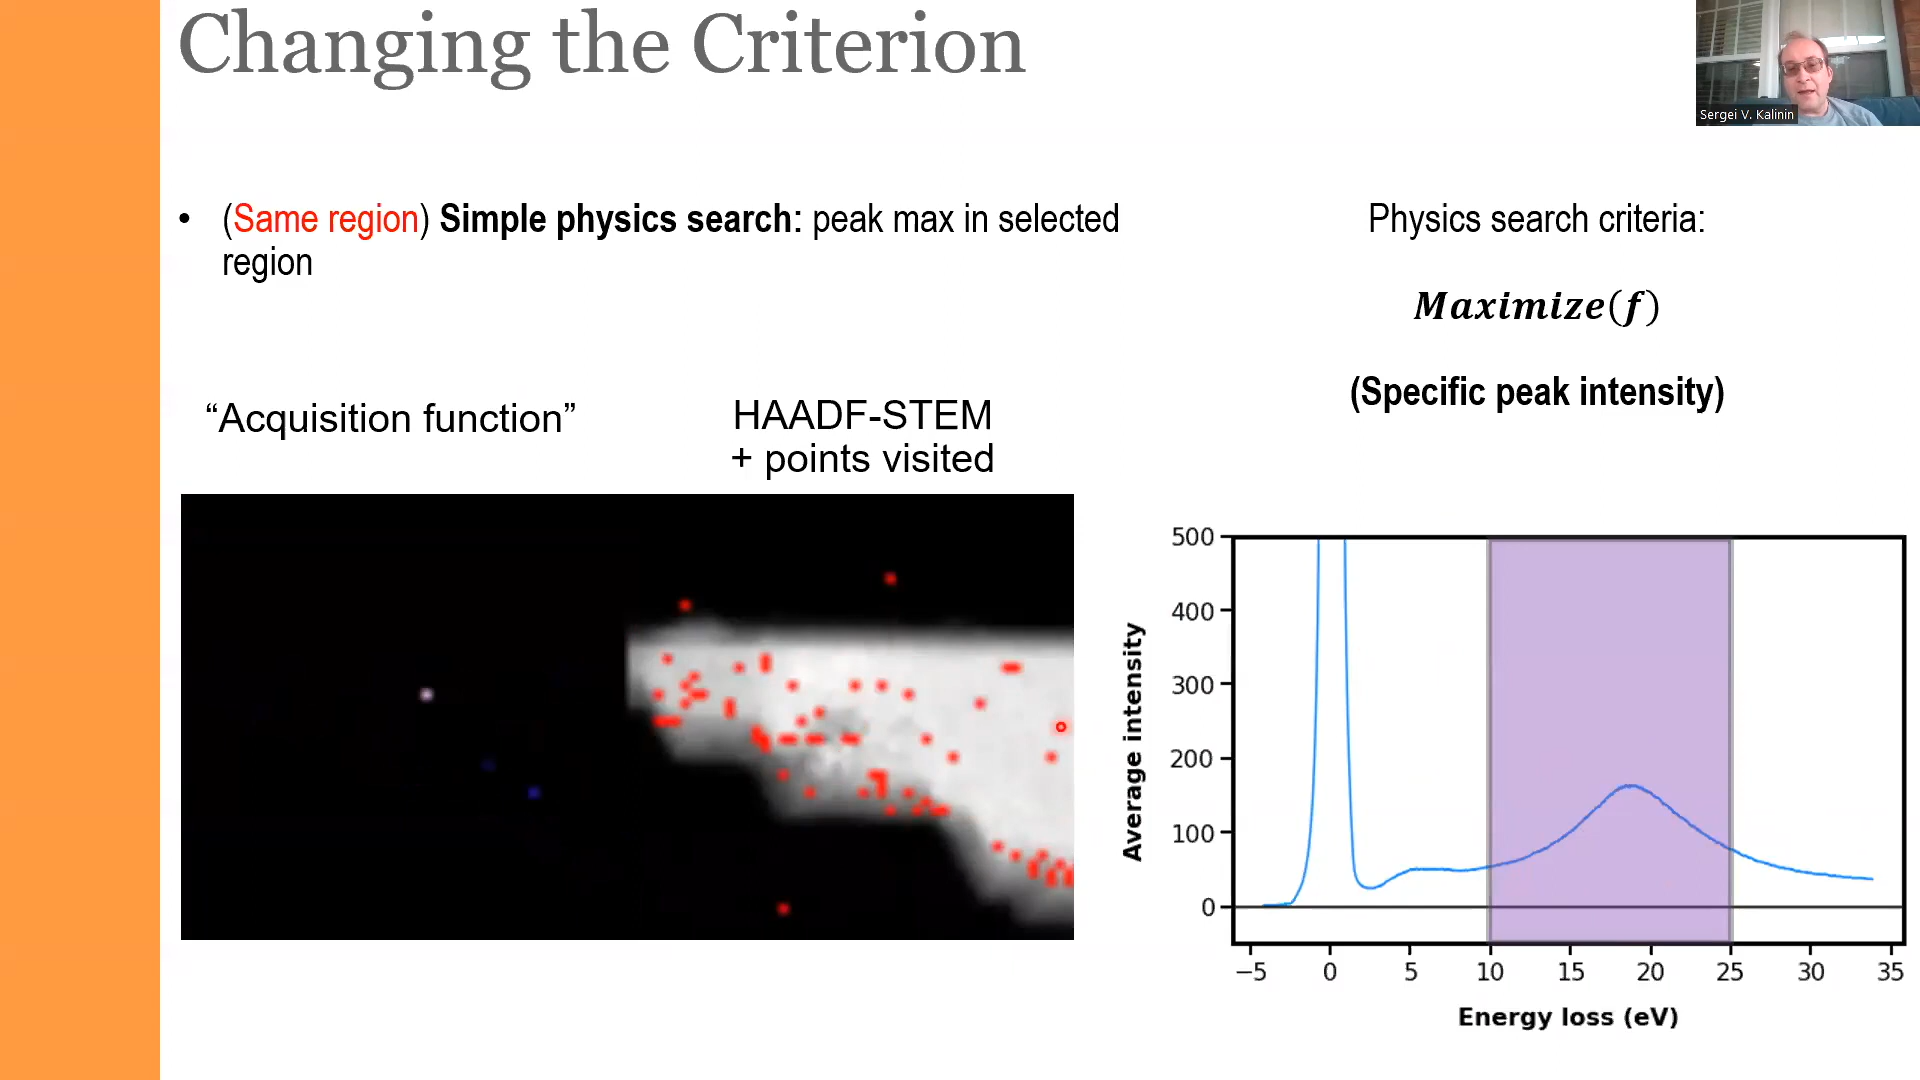 Changing the Criterion
Sergei V. Kalinin
• (Same region) Simple physics search: peak max in selected
region
Physics search criteria:
Maximize(f)
(Specific peak intensity)
“Acquisition function”
HAADF-STEM
+ points visited
500
400
300
200
100
0
Average intensity
−5 0 5 10 15 20 25 30 35
Energy loss (eV)